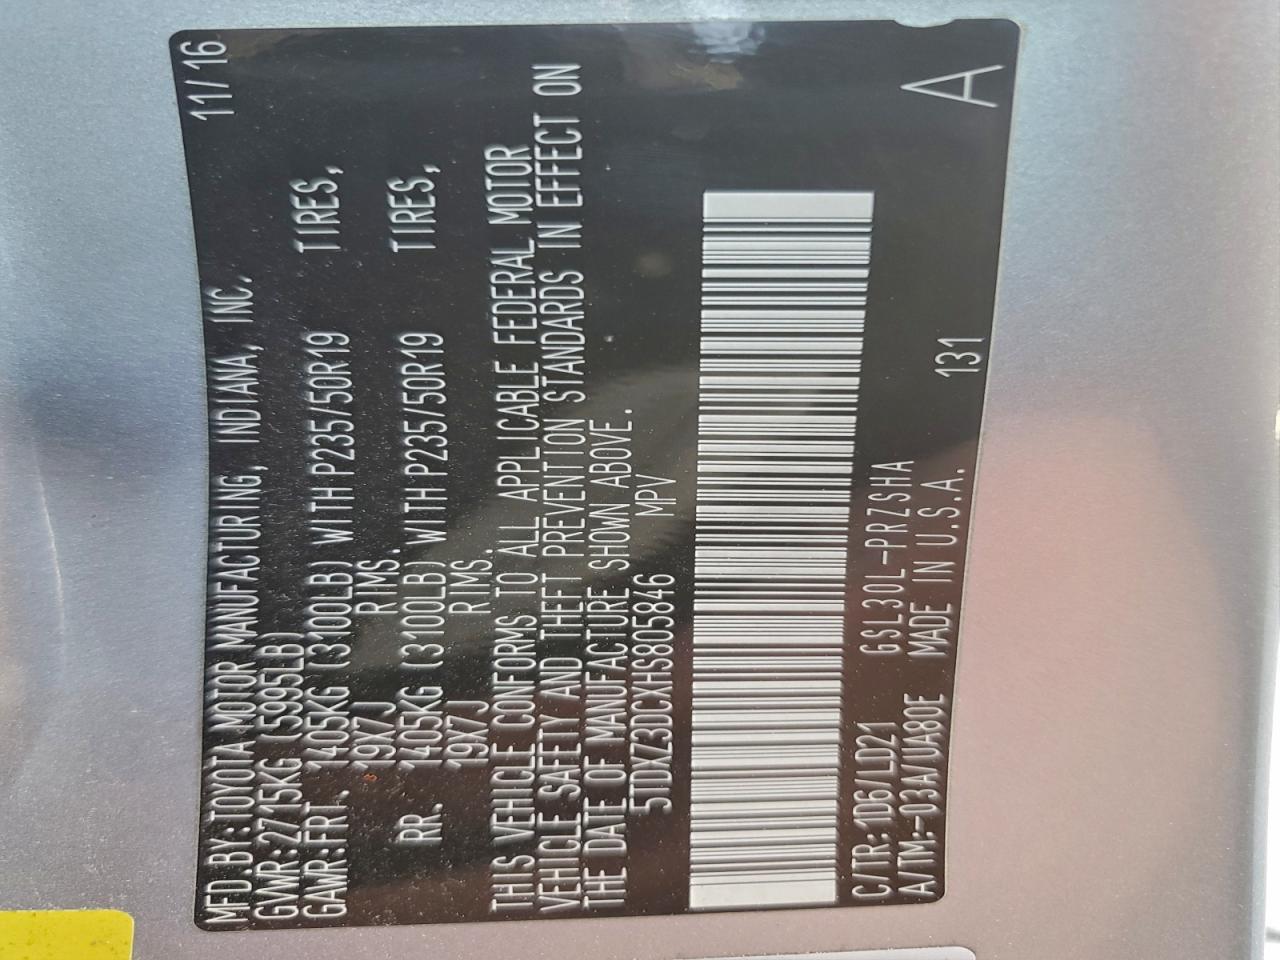 MFD.BY:TOYOTA MOTOR MANUFACTURING, INDIANA, INC. 11/16
GVWR:2715KG (5995LB)
GAWR:FRT. 1405KG (3100LB) WITH P235/50R19 TIRES,
19X7J RIMS.
RR. 1405KG (3100LB) WITH P235/50R19 TIRES,
19X7J RIMS.
THIS VEHICLE CONFORMS TO ALL APPLICABLE FEDERAL MOTOR
VEHICLE SAFETY AND THEFT PREVENTION STANDARDS IN EFFECT ON
THE DATE OF MANUFACTURE SHOWN ABOVE.
5TDXZ3DCXHS805846 MPV
C/TR:1D6/LD21 GSL30L-PRZSHA
A/TM:-03A/UA80E MADE IN U.S.A. 131 A